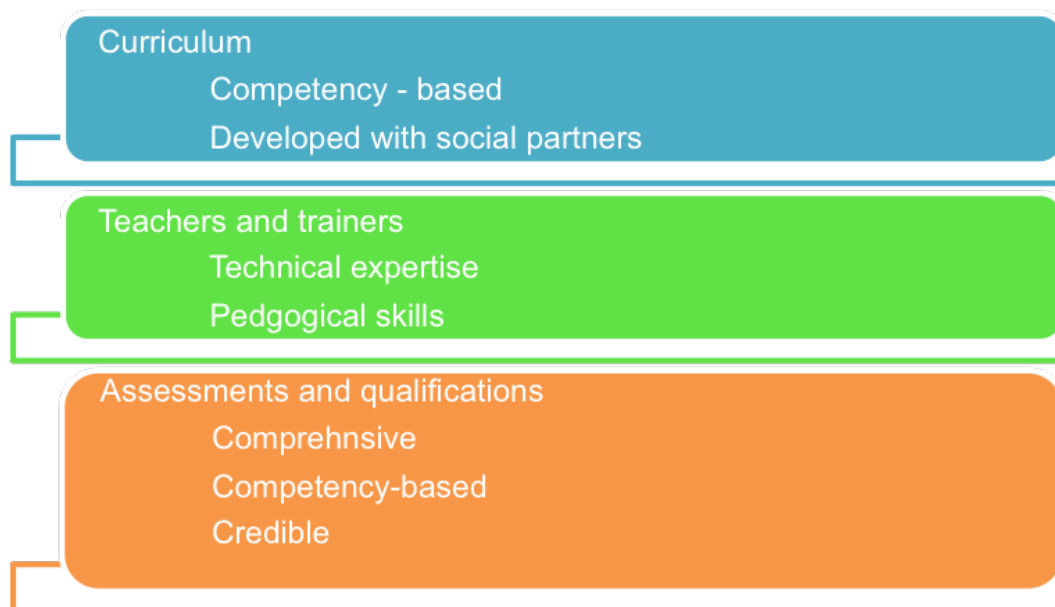 Curriculum
Competency - based
Developed with social partners
Teachers and trainers
Technical expertise
Pedgogical skills
Assessments and qualifications
Comprehnsive
Competency-based
Credible